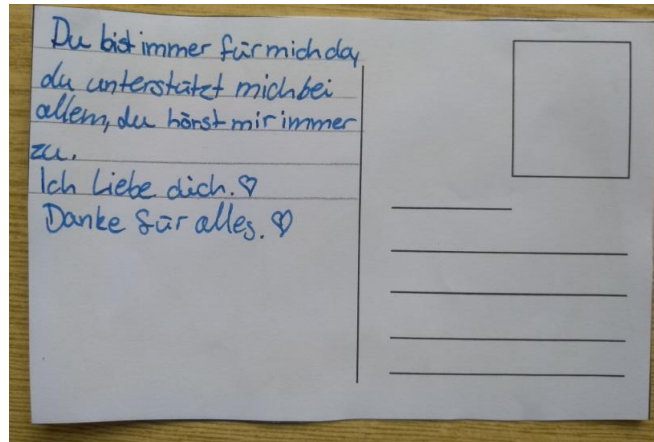 Du bist immer für mich da,
du unterstützt mich bei
allem, du hörst mir immer
zu.
Ich Liebe dich. ♡
Danke für alles. ♡